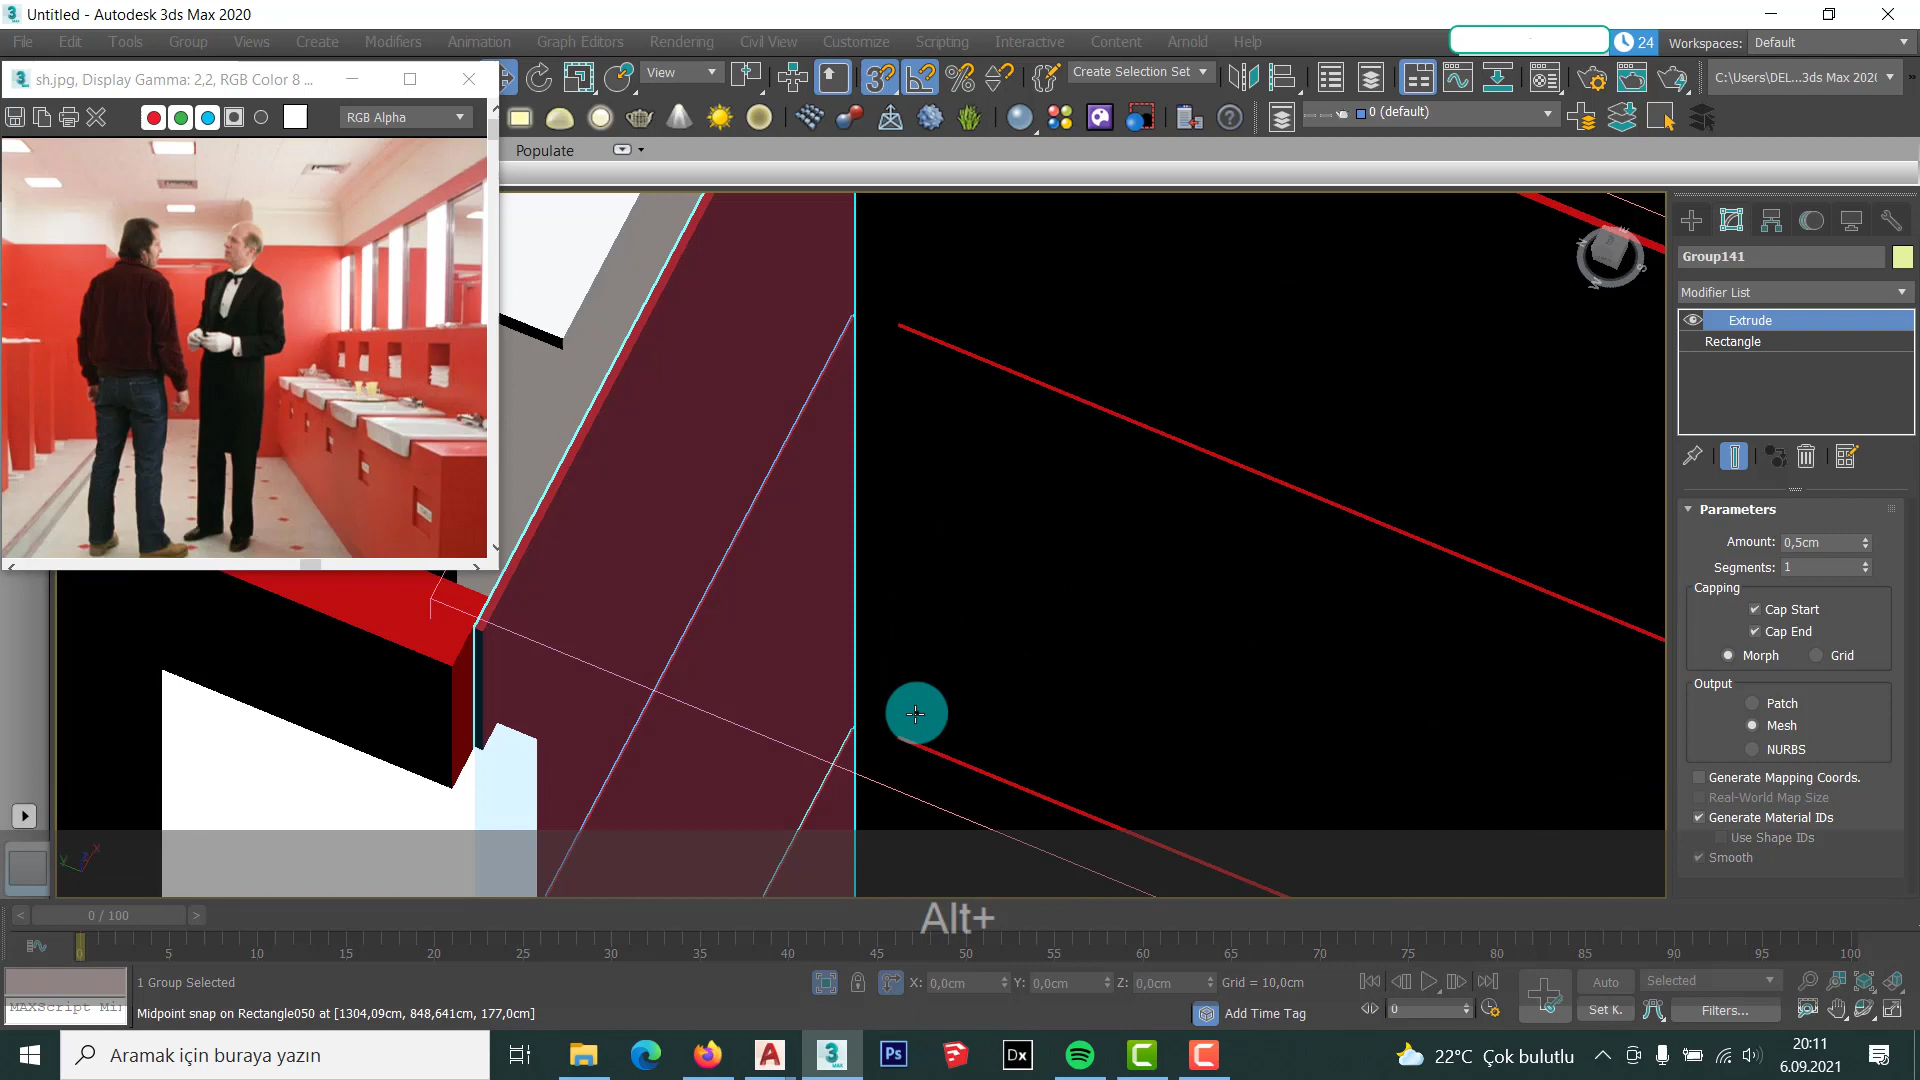 Untitled - Autodesk 3ds Max 2020
File Edit Tools Group Views Create Modifiers Animation Graph Editors Rendering Civil View Customize Scripting Interactive Content Arnold Help
24 Workspaces: Default
sh.jpg, Display Gamma: 2,2, RGB Color 8 ...
View
Create Selection Set
C:\Users\DEL...3ds Max 202(
RGB Alpha
0 (default)
Populate
Group141
Modifier List
Extrude
Rectangle
Parameters
Amount: 0,5cm
Segments: 1
Capping
Cap Start
Cap End
Morph Grid
Output
Patch
Mesh
NURBS
Generate Mapping Coords.
Real-World Map Size
Generate Material IDs
Use Shape IDs
Smooth
Alt+
0 / 100
0 5 10 15 20 25 30 35 40 45 50 55 60 65 70 75 80 85 90 95 100
1 Group Selected
X: 0,0cm Y: 0,0cm Z: 0,0cm Grid = 10,0cm
Auto Selected
MAXScript Mi
Midpoint snap on Rectangle050 at [1304,09cm, 848,641cm, 177,0cm]
Add Time Tag
0
Set K. Filters...
Aramak için buraya yazın
22°C Çok bulutlu
20:11
6.09.2021